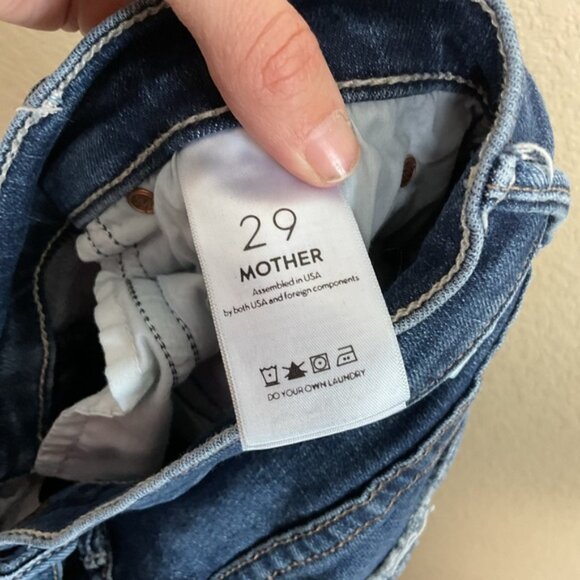 29
MOTHER
Assembled in USA
by both USA and foreign components
DO YOUR OWN LAUNDRY